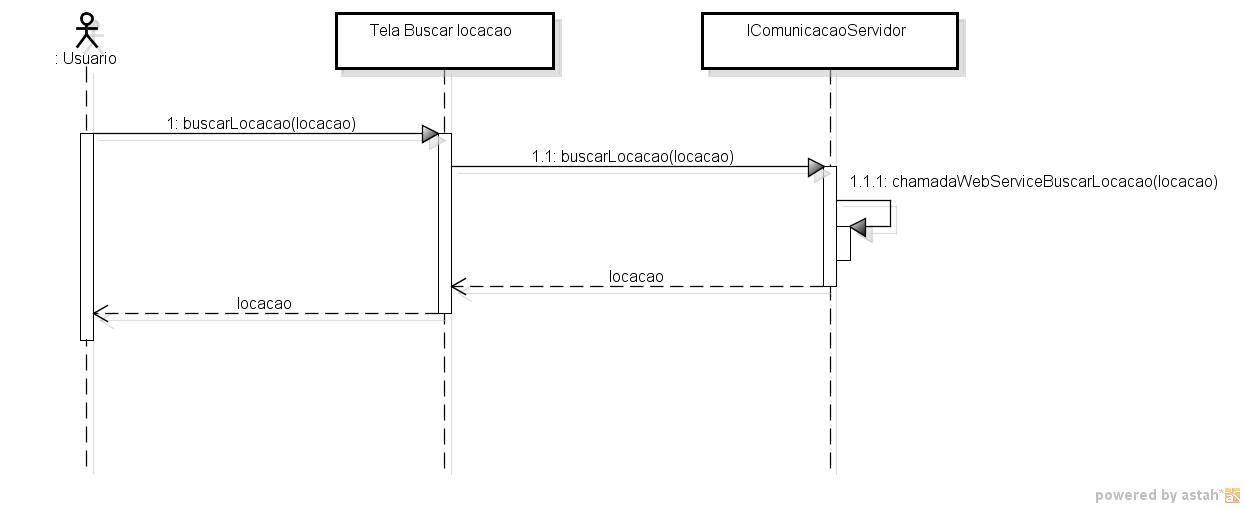 Tela Buscar locacao
IComunicacaoServidor
: Usuario
1: buscarLocacao(locacao)
1.1: buscarLocacao(locacao)
1.1.1: chamadaWebServiceBuscarLocacao(locacao)
locacao
locacao
powered by astah*